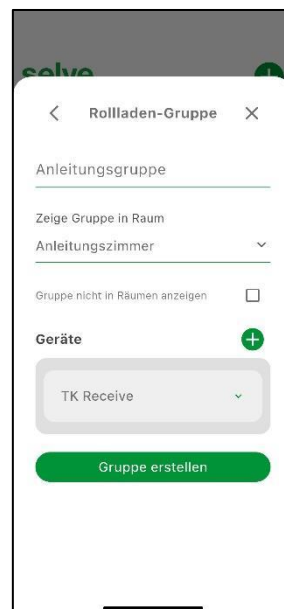 selve
Rollladen-Gruppe
Anleitungsgruppe
Zeige Gruppe in Raum
Anleitungszimmer
Gruppe nicht in Räumen anzeigen
Geräte
TK Receive
Gruppe erstellen